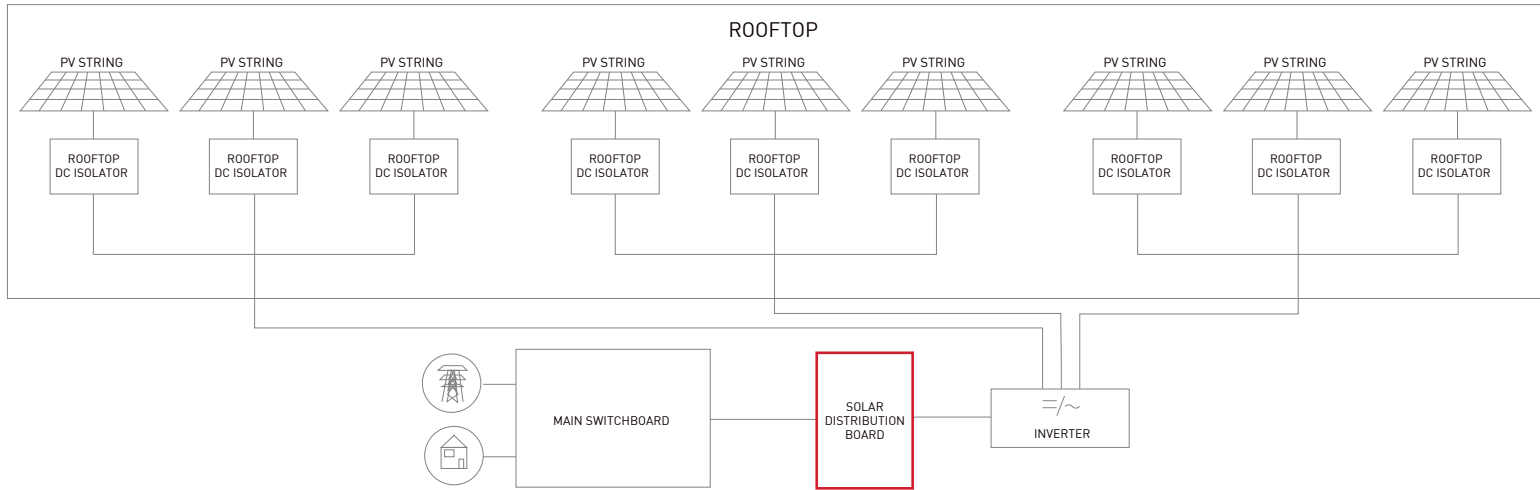 ROOFTOP
PV STRING
PV STRING
PV STRING
PV STRING
PV STRING
PV STRING
PV STRING
PV STRING
PV STRING
ROOFTOP
DC ISOLATOR
ROOFTOP
DC ISOLATOR
ROOFTOP
DC ISOLATOR
ROOFTOP
DC ISOLATOR
ROOFTOP
DC ISOLATOR
ROOFTOP
DC ISOLATOR
ROOFTOP
DC ISOLATOR
ROOFTOP
DC ISOLATOR
ROOFTOP
DC ISOLATOR
MAIN SWITCHBOARD
SOLAR
DISTRIBUTION
BOARD
=/~
INVERTER